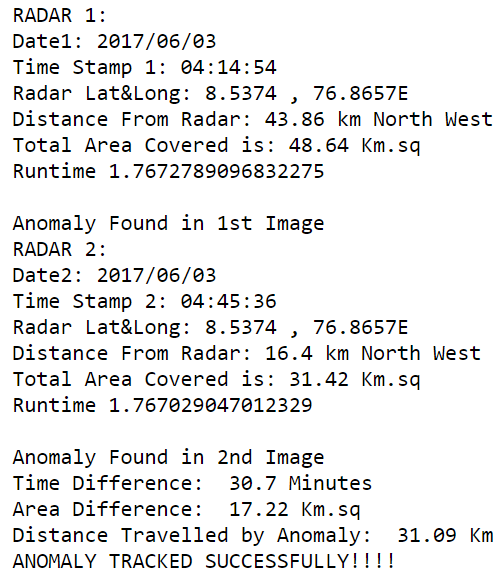 RADAR 1:
Date1: 2017/06/03
Time Stamp 1: 04:14:54
Radar Lat&Long: 8.5374 , 76.8657E
Distance From Radar: 43.86 km North West
Total Area Covered is: 48.64 Km.sq
Runtime 1.7672789096832275
Anomaly Found in 1st Image
RADAR 2:
Date2: 2017/06/03
Time Stamp 2: 04:45:36
Radar Lat&Long: 8.5374 , 76.8657E
Distance From Radar: 16.4 km North West
Total Area Covered is: 31.42 Km.sq
Runtime 1.767029047012329
Anomaly Found in 2nd Image
Time Difference:  30.7 Minutes
Area Difference:  17.22 Km.sq
Distance Travelled by Anomaly:  31.09 Km
ANOMALY TRACKED SUCCESSFULLY!!!!